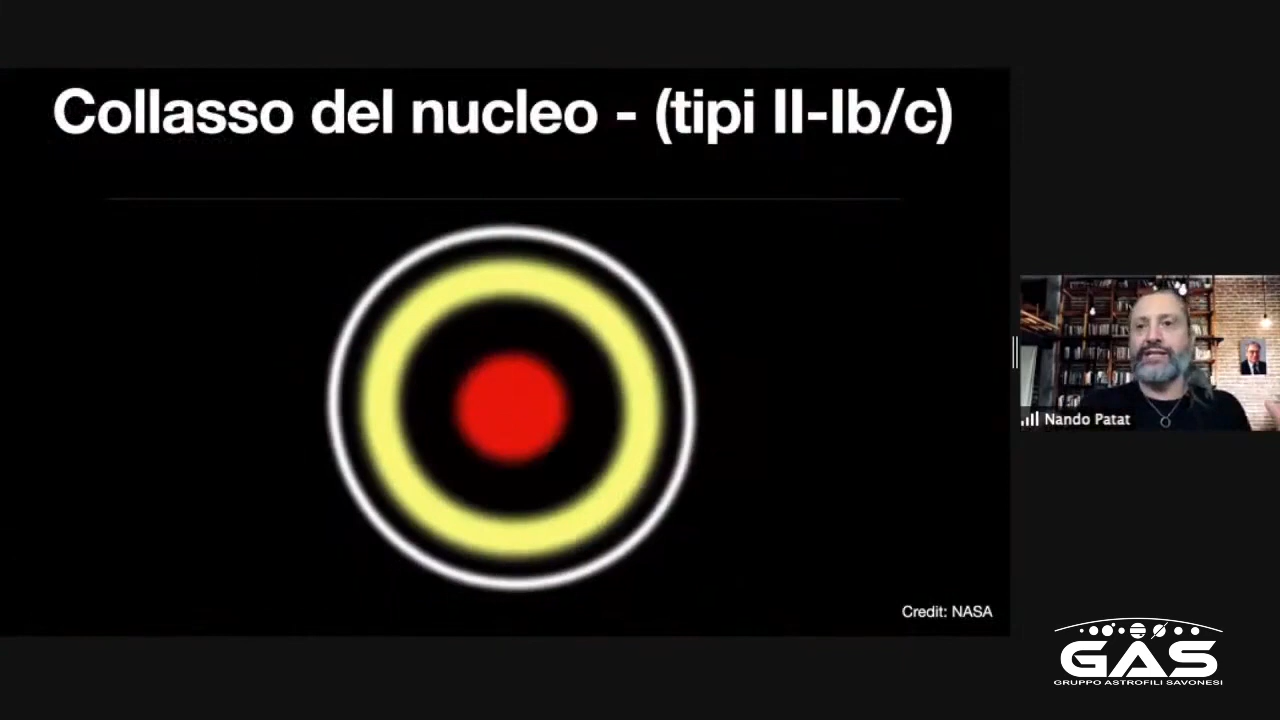 Collasso del nucleo - (tipi II-Ib/c)
Nando Patat
Credit: NASA
GAS
GRUPPO ASTROFILI SAVONESI